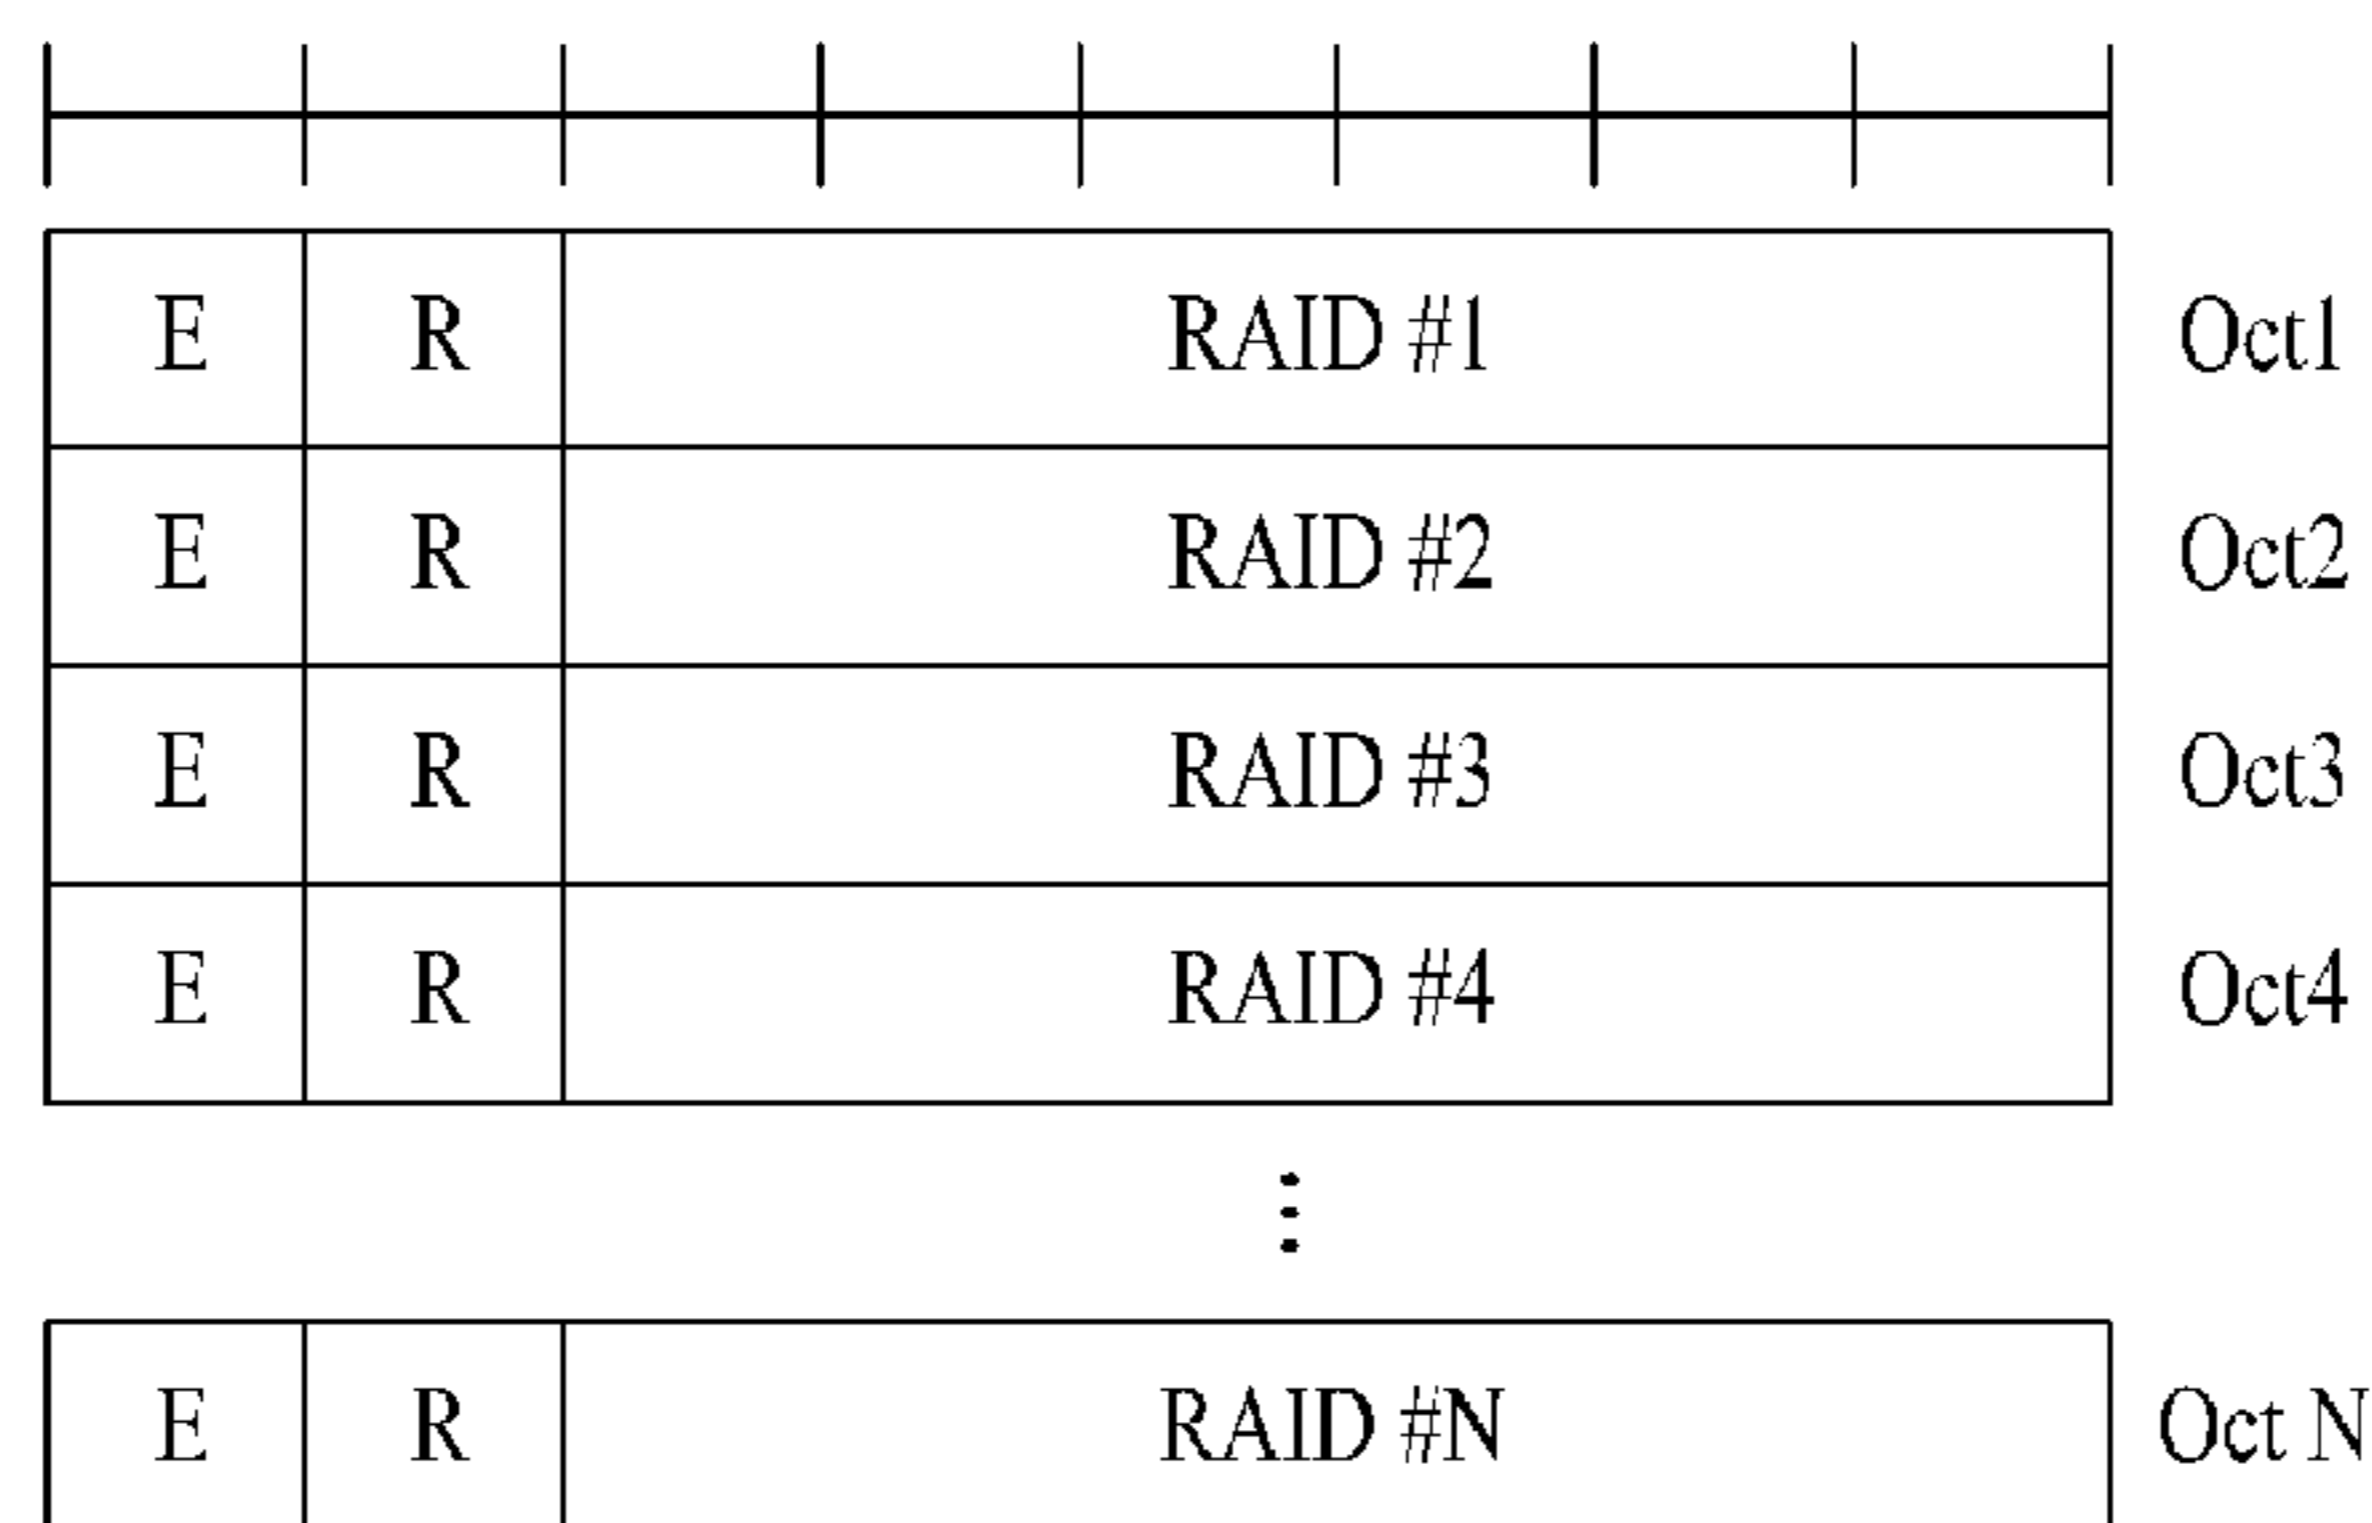 E R RAID #1 Oct1
E R RAID #2 Oct2
E R RAID #3 Oct3
E R RAID #4 Oct4
E R RAID #N Oct N